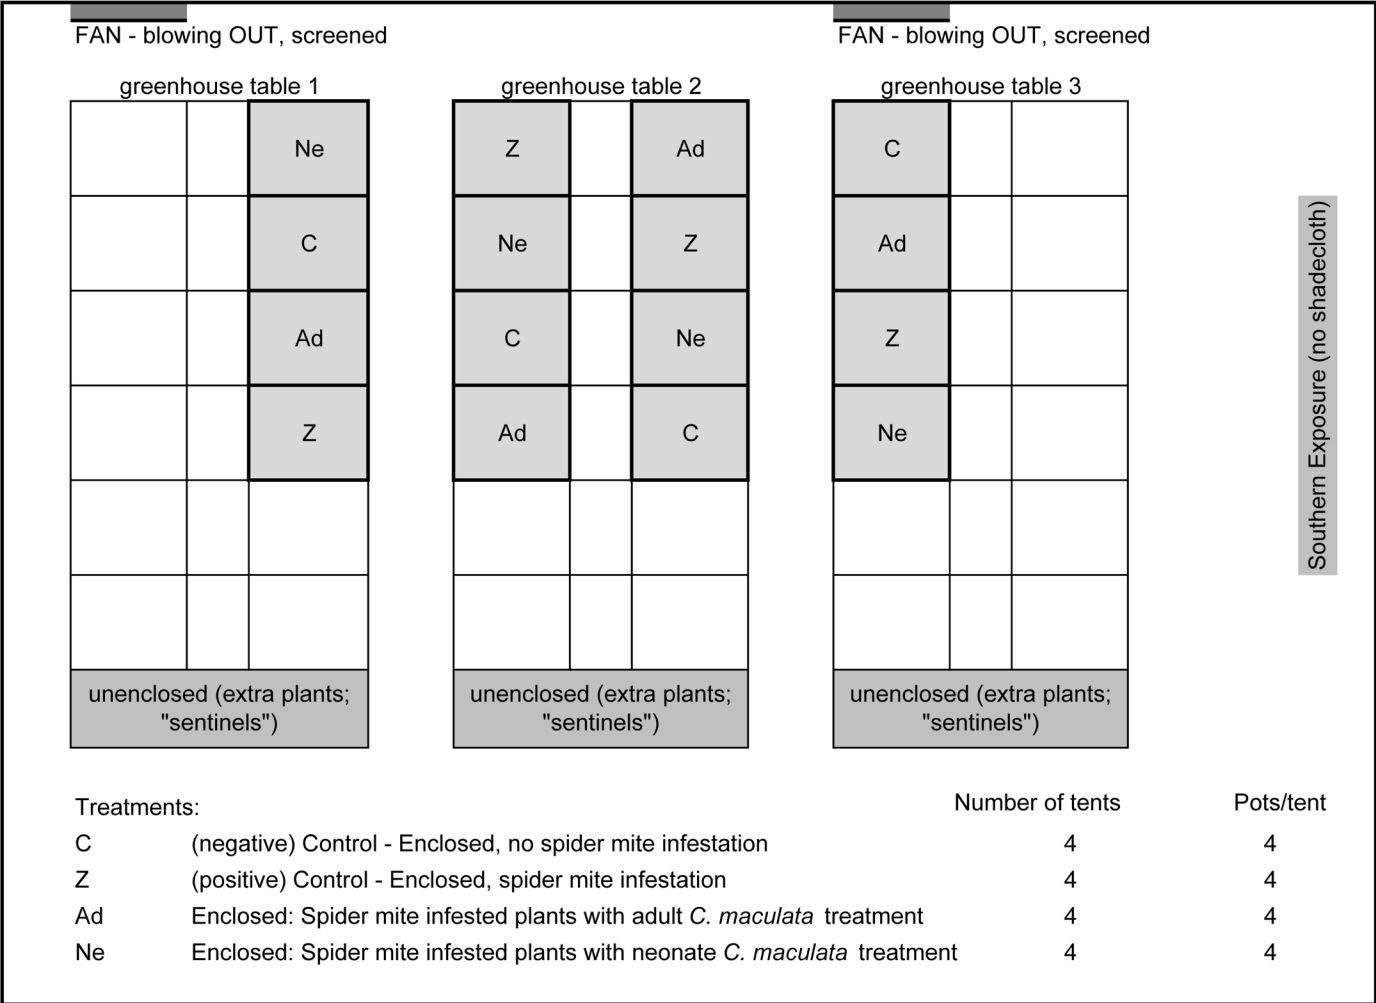 FAN - blowing OUT, screened
FAN - blowing OUT, screened
greenhouse table 1
greenhouse table 2
greenhouse table 3
Ne
Z
Ad
C
C
Ne
Z
Ad
Ad
C
Ne
Z
Z
Ad
C
Ne
Southern Exposure (no shadecloth)
unenclosed (extra plants;
"sentinels")
unenclosed (extra plants;
"sentinels")
unenclosed (extra plants;
"sentinels")
Treatments: Number of tents Pots/tent
C (negative) Control - Enclosed, no spider mite infestation 4 4
Z (positive) Control - Enclosed, spider mite infestation 4 4
Ad Enclosed: Spider mite infested plants with adult C. maculata treatment 4 4
Ne Enclosed: Spider mite infested plants with neonate C. maculata treatment 4 4